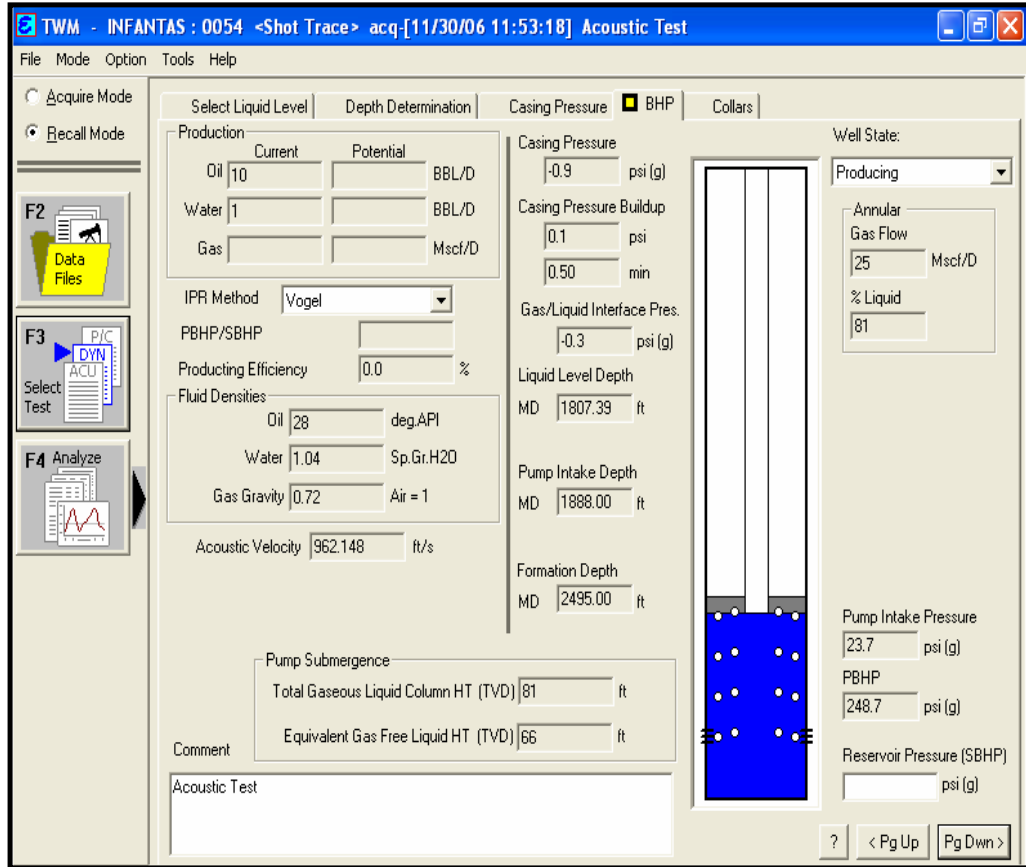 TWM - INFANTAS : 0054 <Shot Trace> acq-[11/30/06 11:53:18] Acoustic Test
File Mode Option Tools Help
Acquire Mode
Recall Mode
F2
Data
Files
F3
P/C
DYN
ACU
Select
Test
F4 Analyze
Select Liquid Level
Depth Determination
Casing Pressure
BHP
Collars
Production
Current Potential
Oil 10 BBL/D
Water 1 BBL/D
Gas Mscf/D
IPR Method Vogel
PBHP/SBHP
Producting Efficiency 0.0 %
Fluid Densities
Oil 28 deg.API
Water 1.04 Sp.Gr.H2O
Gas Gravity 0.72 Air = 1
Acoustic Velocity 962.148 ft/s
Casing Pressure
-0.9 psi (g)
Casing Pressure Buildup
0.1 psi
0.50 min
Gas/Liquid Interface Pres.
-0.3 psi (g)
Liquid Level Depth
MD 1807.39 ft
Pump Intake Depth
MD 1888.00 ft
Formation Depth
MD 2495.00 ft
Well State:
Producing
Annular
Gas Flow
25 Mscf/D
% Liquid
81
Pump Intake Pressure
23.7 psi (g)
PBHP
248.7 psi (g)
Reservoir Pressure (SBHP)
psi (g)
Pump Submergence
Total Gaseous Liquid Column HT (TVD) 81 ft
Equivalent Gas Free Liquid HT (TVD) 66 ft
Comment
Acoustic Test
? < Pg Up Pg Dwn >